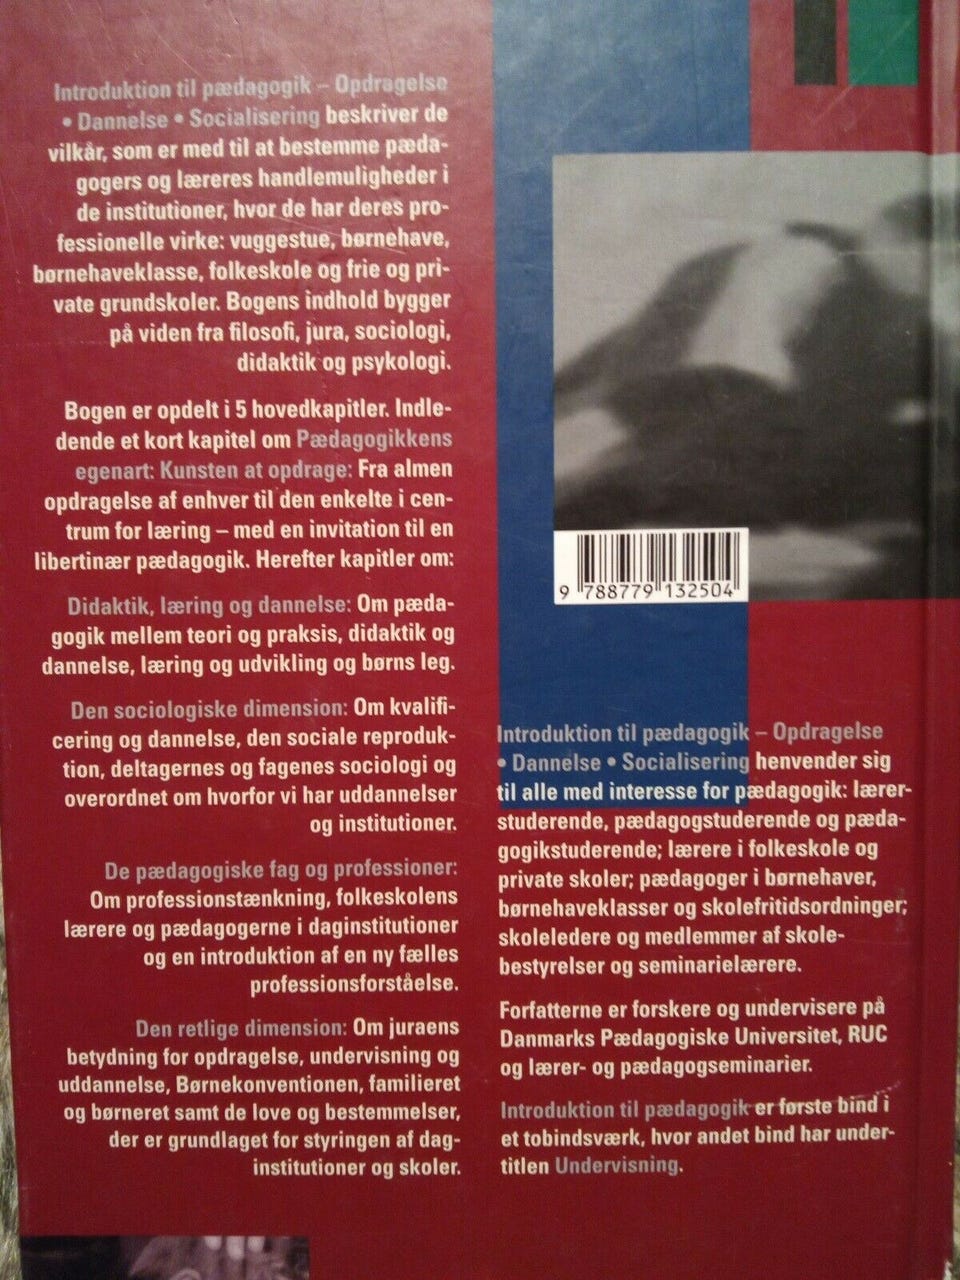 Introduktion til pædagogik – Opdragelse
• Dannelse • Socialisering beskriver de
vilkår, som er med til at bestemme pæda-
gogers og læreres handlemuligheder i
de institutioner, hvor de har deres pro-
fessionelle virke: vuggestue, børnehave,
børnehaveklasse, folkeskole og frie og pri-
vate grundskoler. Bogens indhold bygger
på viden fra filosofi, jura, sociologi,
didaktik og psykologi.
Bogen er opdelt i 5 hovedkapitler. Indle-
dende et kort kapitel om Pædagogikkens
egenart: Kunsten at opdrage: Fra almen
opdragelse af enhver til den enkelte i cen-
trum for læring – med en invitation til en
libertinær pædagogik. Herefter kapitler om:
Didaktik, læring og dannelse: Om pæda-
gogik mellem teori og praksis, didaktik og
dannelse, læring og udvikling og børns leg.
Den sociologiske dimension: Om kvalifi-
cering og dannelse, den sociale reproduk-
tion, deltagernes og fagenes sociologi og
overordnet om hvorfor vi har uddannelser
og institutioner.
De pædagogiske fag og professioner:
Om professionstænkning, folkeskolens
lærere og pædagogerne i daginstitutioner
og en introduktion af en ny fælles
professionsforståelse.
Den retlige dimension: Om juraens
betydning for opdragelse, undervisning og
uddannelse, Børnekonventionen, familieret
og børneret samt de love og bestemmelser,
der er grundlaget for styringen af dag-
institutioner og skoler.
9 788779 132504
Introduktion til pædagogik – Opdragelse
• Dannelse • Socialisering henvender sig
til alle med interesse for pædagogik: lærer-
studerende, pædagogstuderende og pæda-
gogikstuderende; lærere i folkeskole og
private skoler; pædagoger i børnehaver,
børnehaveklasser og skolefritidsordninger;
skoleledere og medlemmer af skole-
bestyrelser og seminarielærere.
Forfatterne er forskere og undervisere på
Danmarks Pædagogiske Universitet, RUC
og lærer- og pædagogseminarier.
Introduktion til pædagogik er første bind i
et tobindsværk, hvor andet bind har under-
titlen Undervisning.